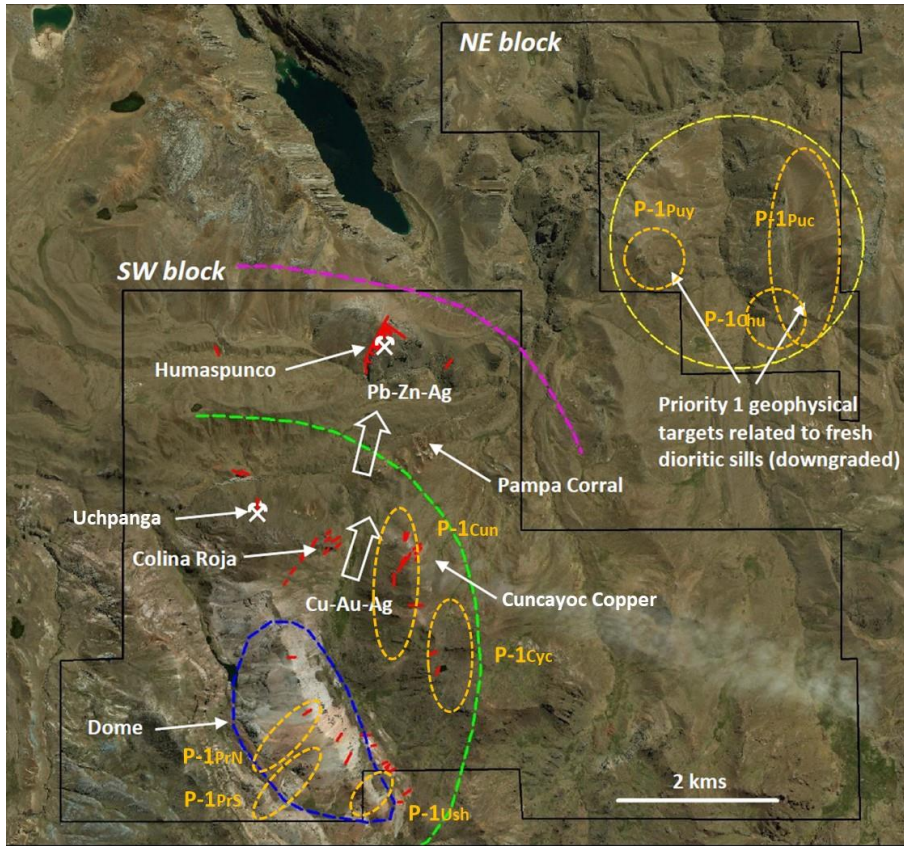 NE block
P-1Puy
P-1Puc
SW block
P-1Chu
Humaspunco
Pb-Zn-Ag
Priority 1 geophysical
targets related to fresh
dioritic sills (downgraded)
Pampa Corral
Uchpanga
P-1Cun
Colina Roja
Cuncayoc Copper
Cu-Au-Ag
P-1Cyc
Dome
P-1PrN
2 kms
P-1PrS
P-1Ush